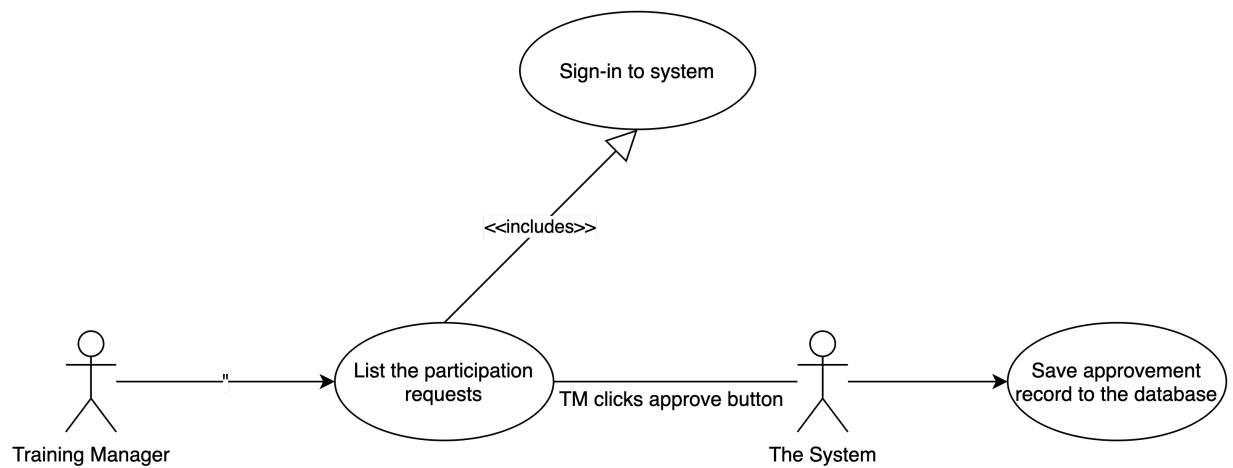 Sign-in to system
<<includes>>
"
List the participation
requests
TM clicks approve button
Save approvement
record to the database
Training Manager
The System